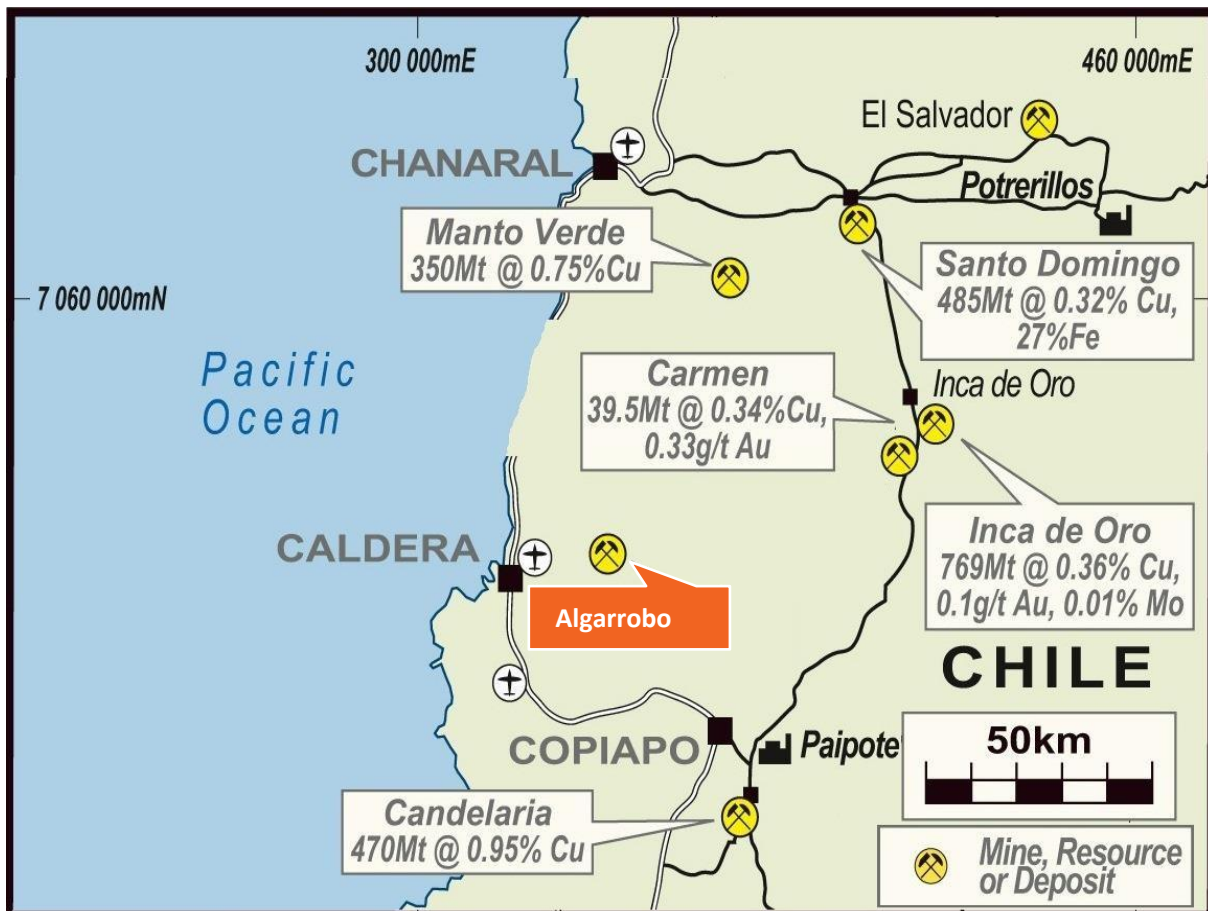 300 000mE
460 000mE
El Salvador
CHANARAL
Potrerillos
Manto Verde
350Mt @ 0.75%Cu
Santo Domingo
485Mt @ 0.32% Cu,
27%Fe
7 060 000mN
Pacific
Ocean
Carmen
39.5Mt @ 0.34%Cu,
0.33g/t Au
Inca de Oro
Inca de Oro
769Mt @ 0.36% Cu,
0.1g/t Au, 0.01% Mo
CALDERA
Algarrobo
CHILE
COPIAPO
Paipote
50km
Candelaria
470Mt @ 0.95% Cu
Mine, Resource
or Deposit